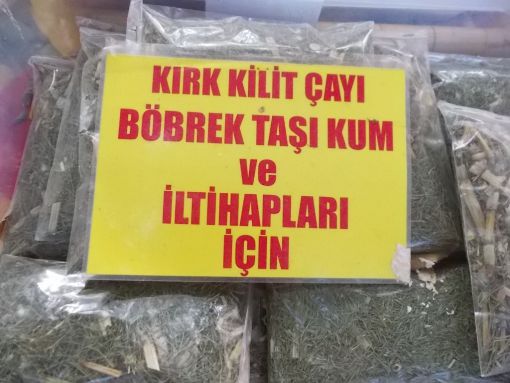 KIRK KİLİT ÇAYI
BÖBREK TAŞI KUM
ve
İLTİHAPLARI
İÇİN